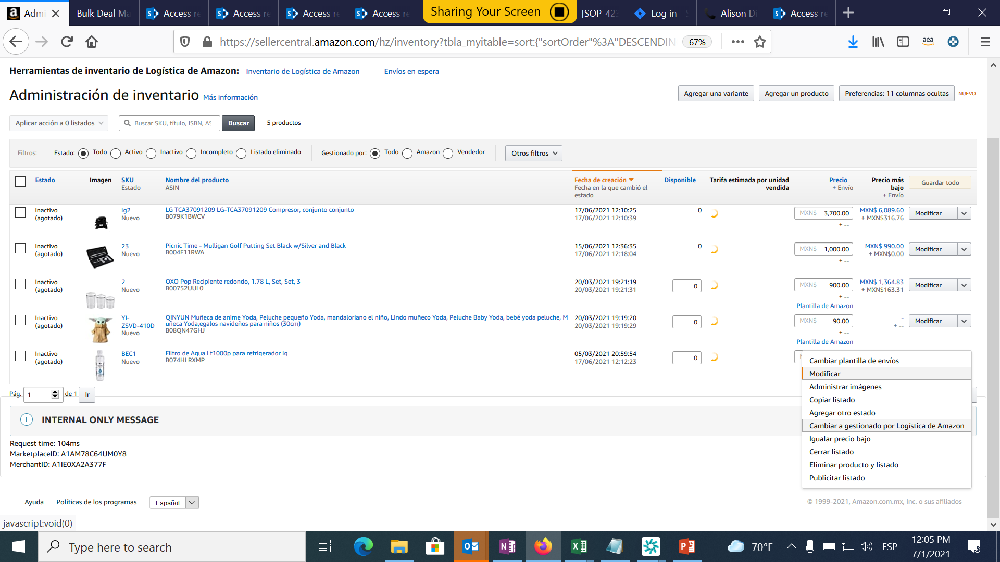 Admi
Bulk Deal Ma
Access re
Access re
Access re
Access re
Sharing Your Screen
[SOP-423
Log in - S
Alison Di
Access re
https://sellercentral.amazon.com/hz/inventory?tbla_myitable=sort:{"sortOrder"%3A"DESCENDIN
67%
aea
Herramientas de inventario de Logística de Amazon: Inventario de Logística de Amazon Envíos en espera
Administración de inventario Más información
Agregar una variante Agregar un producto Preferencias: 11 columnas ocultas NUEVO
Aplicar acción a 0 listados Buscar SKU, título, ISBN, AS Buscar 5 productos
Filtros: Estado: Todo Activo Inactivo Incompleto Listado eliminado Gestionado por: Todo Amazon Vendedor Otros filtros
Estado Imagen SKU Nombre del producto Fecha de creación Disponible Tarifa estimada por unidad Precio Precio más Guardar todo
Estado ASIN Fecha en la que cambió el vendida + Envío bajo
estado + Envío
Inactivo lg2 LG TCA37091209 LG-TCA37091209 Compresor, conjunto conjunto 17/06/2021 12:10:25 0 MXN$ 3,700.00 MXN$ 6,089.60 Modificar
(agotado) Nuevo B079K1BWCV 17/06/2021 12:10:39 + MXN$316.76
+ --
Inactivo 23 Picnic Time - Mulligan Golf Putting Set Black w/Silver and Black 15/06/2021 12:36:35 0 MXN$ 1,000.00 MXN$ 990.00 Modificar
(agotado) Nuevo B004F11RWA 17/06/2021 12:18:04 + MXN$0.00
+ --
Inactivo 2 OXO Pop Recipiente redondo, 1.78 L, Set, Set, 3 20/03/2021 19:21:19 0 MXN$ 900.00 MXN$ 1,364.83 Modificar
(agotado) Nuevo B00752UUL0 20/03/2021 19:21:31 + MXN$163.31
+ --
Plantilla de Amazon
Inactivo YI- QINYUN Muñeca de anime Yoda, Peluche pequeño Yoda, mandaloriano el niño, Lindo muñeco Yoda, Peluche Baby Yoda, bebé yoda peluche, M 20/03/2021 19:19:20 0 MXN$ 90.00 - Modificar
(agotado) ZSVD-410D uñeca Yoda,egalos navideños para niños (30cm) 20/03/2021 19:19:29 + --
Nuevo B08QN47GHJ + --
Plantilla de Amazon
Inactivo BEC1 Filtro de Agua Lt1000p para refrigerador lg 05/03/2021 20:59:54 0
(agotado) Nuevo B074HLRXMP 17/06/2021 12:12:23
Cambiar plantilla de envíos
Modificar
Administrar imágenes
Copiar listado
Agregar otro estado
Cambiar a gestionado por Logística de Amazon
Igualar precio bajo
Cerrar listado
Eliminar producto y listado
Publicitar listado
Pág. 1 de 1 Ir
INTERNAL ONLY MESSAGE
Request time: 104ms
MarketplaceID: A1AM78C64UM0Y8
MerchantID: A1IE0XA2A377F
Ayuda Políticas de los programas Español © 1999-2021, Amazon.com.mx, Inc. o sus afiliados
javascript:void(0)
Type here to search
70°F ESP 12:05 PM
7/1/2021